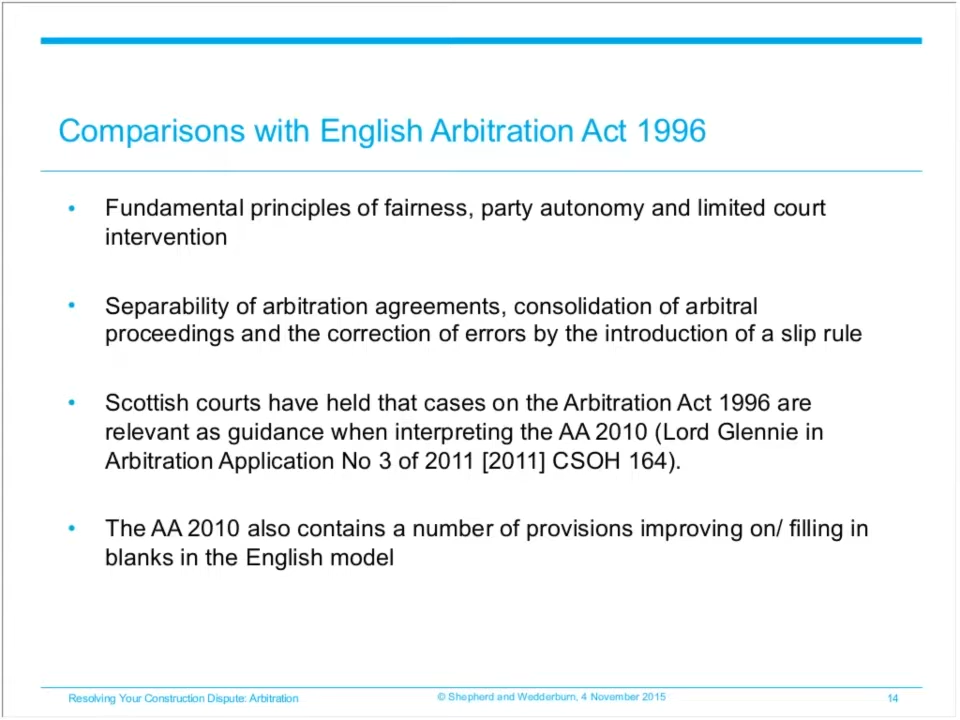 Comparisons with English Arbitration Act 1996
• Fundamental principles of fairness, party autonomy and limited court
intervention
• Separability of arbitration agreements, consolidation of arbitral
proceedings and the correction of errors by the introduction of a slip rule
• Scottish courts have held that cases on the Arbitration Act 1996 are
relevant as guidance when interpreting the AA 2010 (Lord Glennie in
Arbitration Application No 3 of 2011 [2011] CSOH 164).
• The AA 2010 also contains a number of provisions improving on/ filling in
blanks in the English model
Resolving Your Construction Dispute: Arbitration
© Shepherd and Wedderburn, 4 November 2015
14